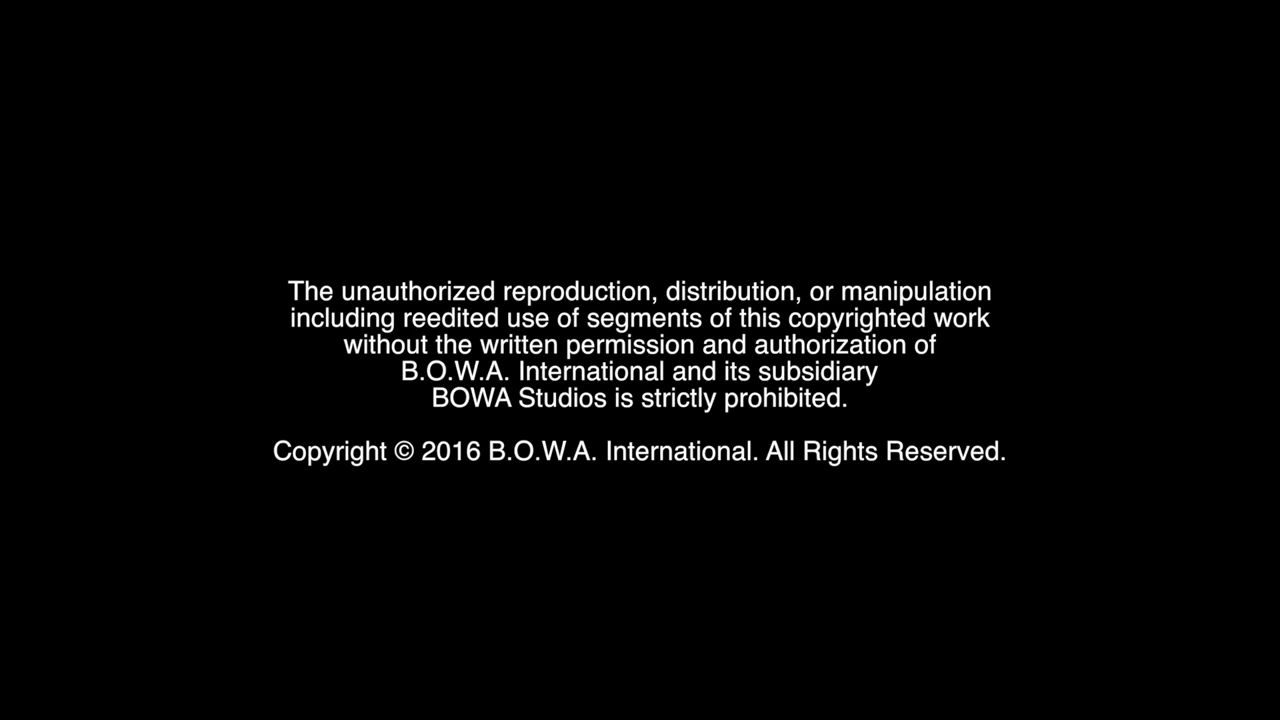 The unauthorized reproduction, distribution, or manipulation
including reedited use of segments of this copyrighted work
without the written permission and authorization of
B.O.W.A. International and its subsidiary
BOWA Studios is strictly prohibited.
Copyright © 2016 B.O.W.A. International. All Rights Reserved.